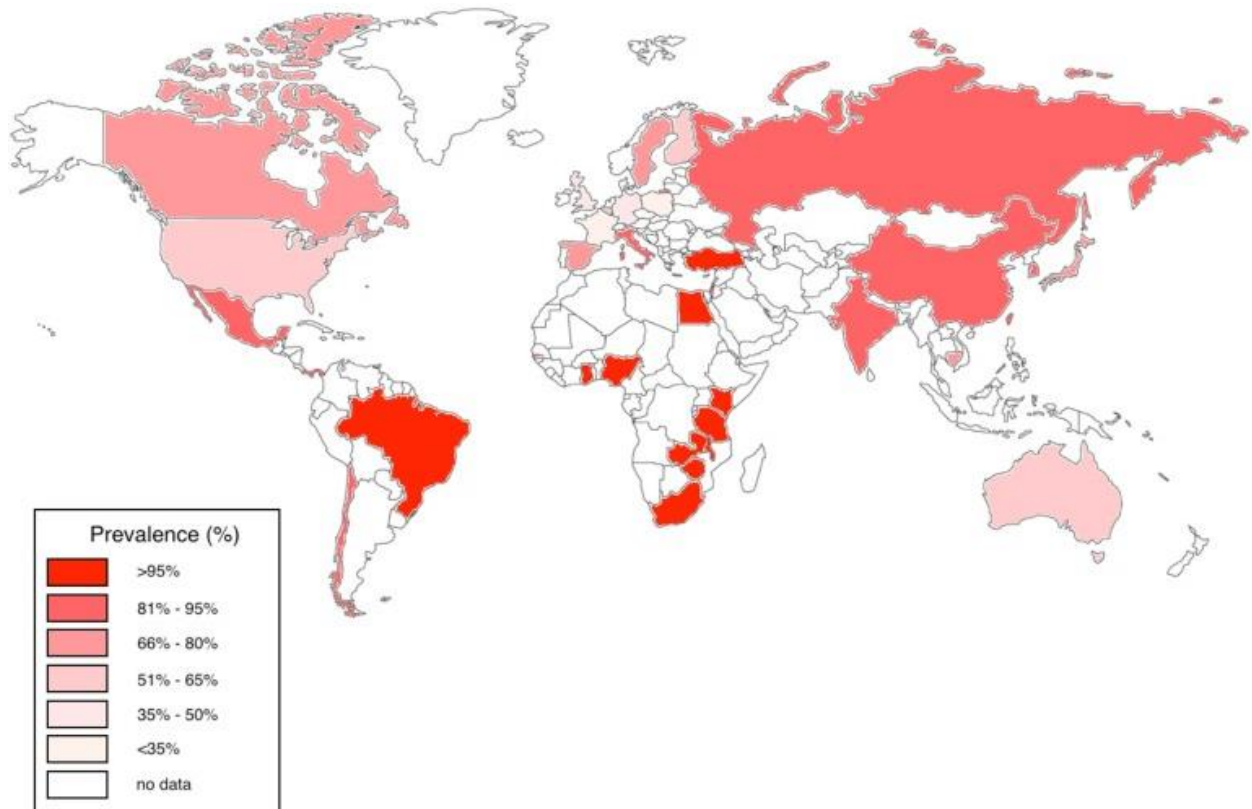 Prevalence (%)
>95%
81% - 95%
66% - 80%
51% - 65%
35% - 50%
<35%
no data